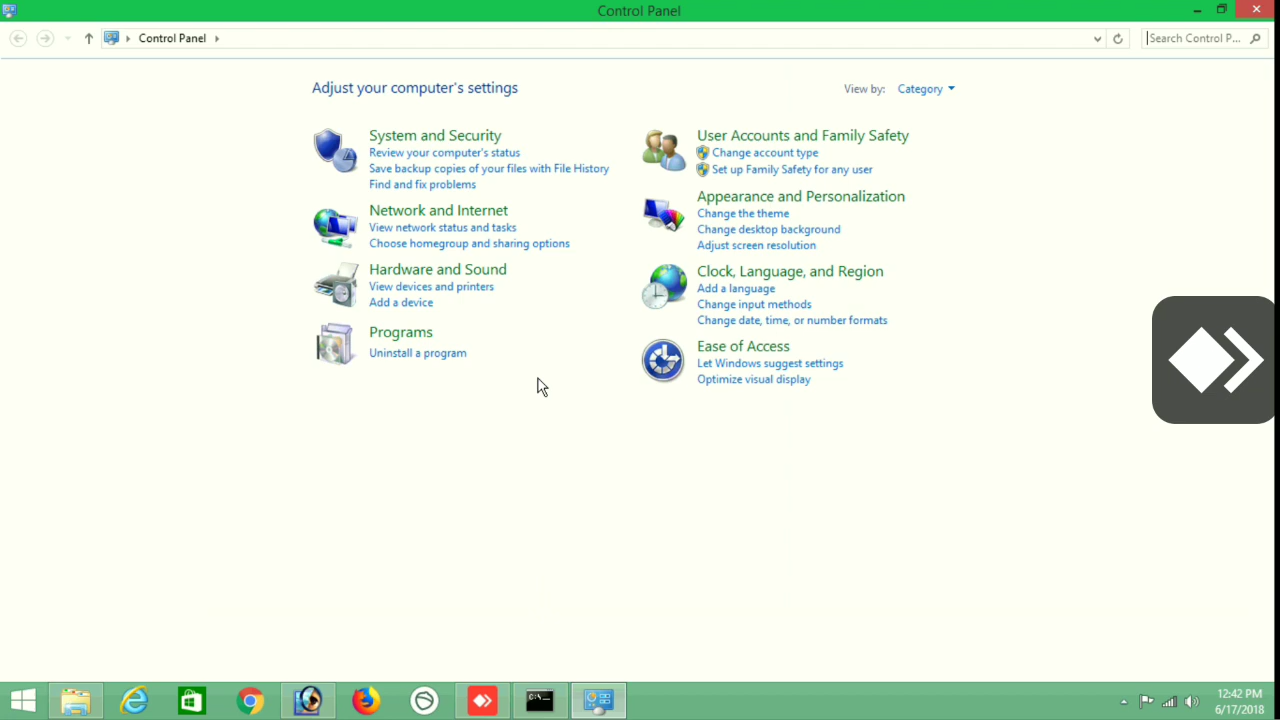 Control Panel
Control Panel
Search Control P...
Adjust your computer's settings
View by: Category
System and Security
Review your computer's status
Save backup copies of your files with File History
Find and fix problems
Network and Internet
View network status and tasks
Choose homegroup and sharing options
Hardware and Sound
View devices and printers
Add a device
Programs
Uninstall a program
User Accounts and Family Safety
Change account type
Set up Family Safety for any user
Appearance and Personalization
Change the theme
Change desktop background
Adjust screen resolution
Clock, Language, and Region
Add a language
Change input methods
Change date, time, or number formats
Ease of Access
Let Windows suggest settings
Optimize visual display
C:\_
12:42 PM
6/17/2018